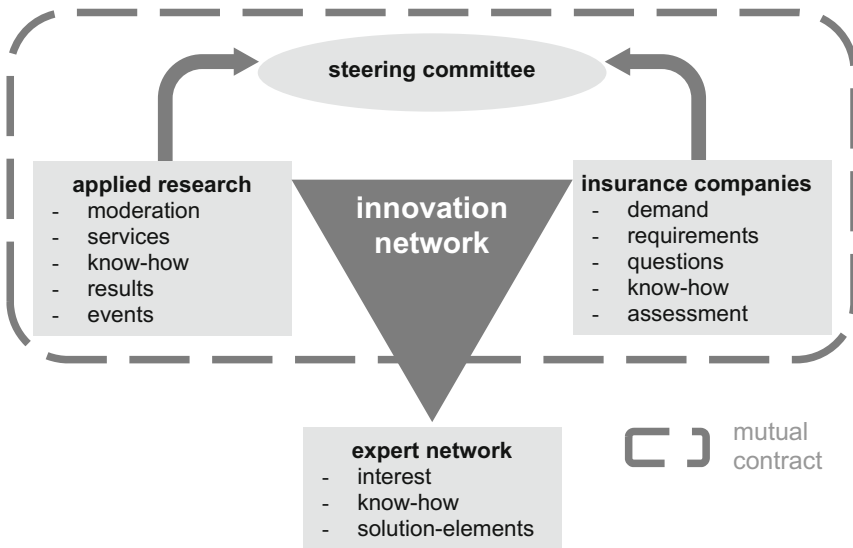 steering committee
applied research
- moderation
- services
- know-how
- results
- events
innovation
network
insurance companies
- demand
- requirements
- questions
- know-how
- assessment
expert network
- interest
- know-how
- solution-elements
mutual
contract